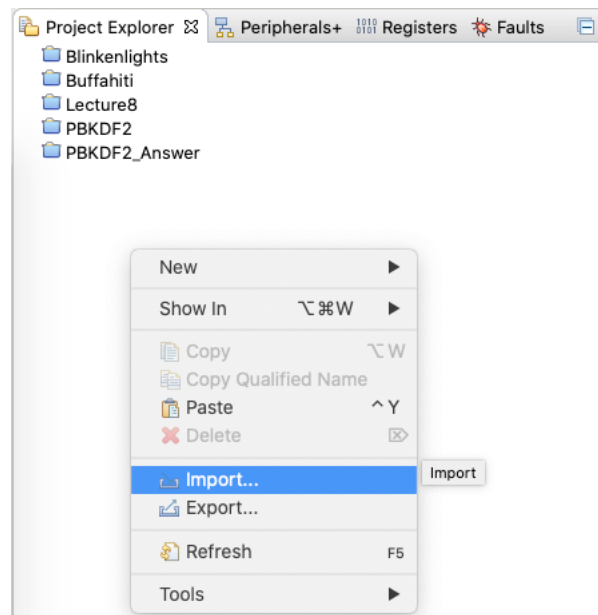 Project Explorer Peripherals+ 0101 Registers Faults
Blinkenlights
Buffahiti
Lecture8
PBKDF2
PBKDF2_Answer
New
Show In ⌥⌘W
Copy ⌥W
Copy Qualified Name
Paste ^Y
Delete ⌦
Import...
Import
Export...
Refresh F5
Tools